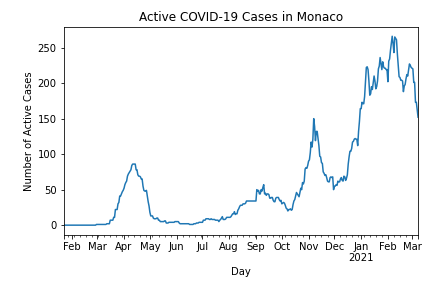 Active COVID-19 Cases in Monaco
Number of Active Cases
250
200
150
100
50
0
Feb Mar Apr May Jun Jul Aug Sep Oct Nov Dec Jan Feb Mar
2021
Day